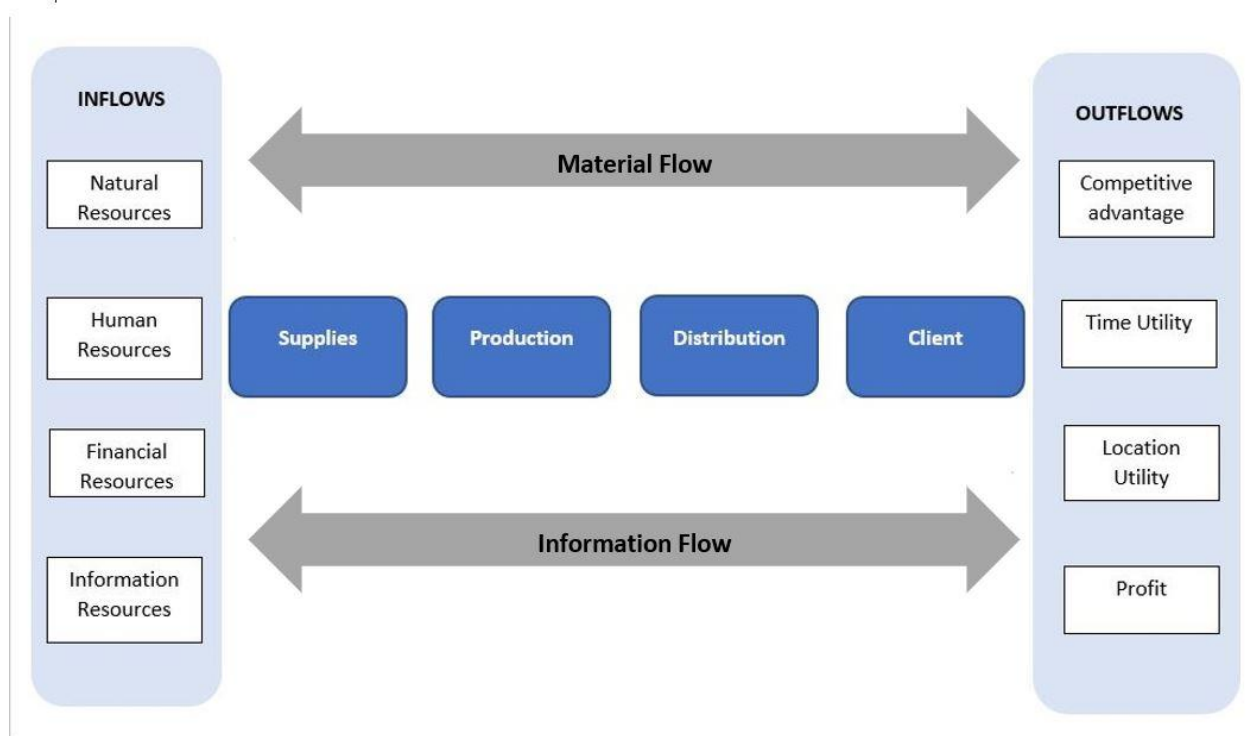 INFLOWS
Natural
Resources
Human
Resources
Financial
Resources
Information
Resources
Material Flow
Supplies
Production
Distribution
Client
Information Flow
OUTFLOWS
Competitive
advantage
Time Utility
Location
Utility
Profit